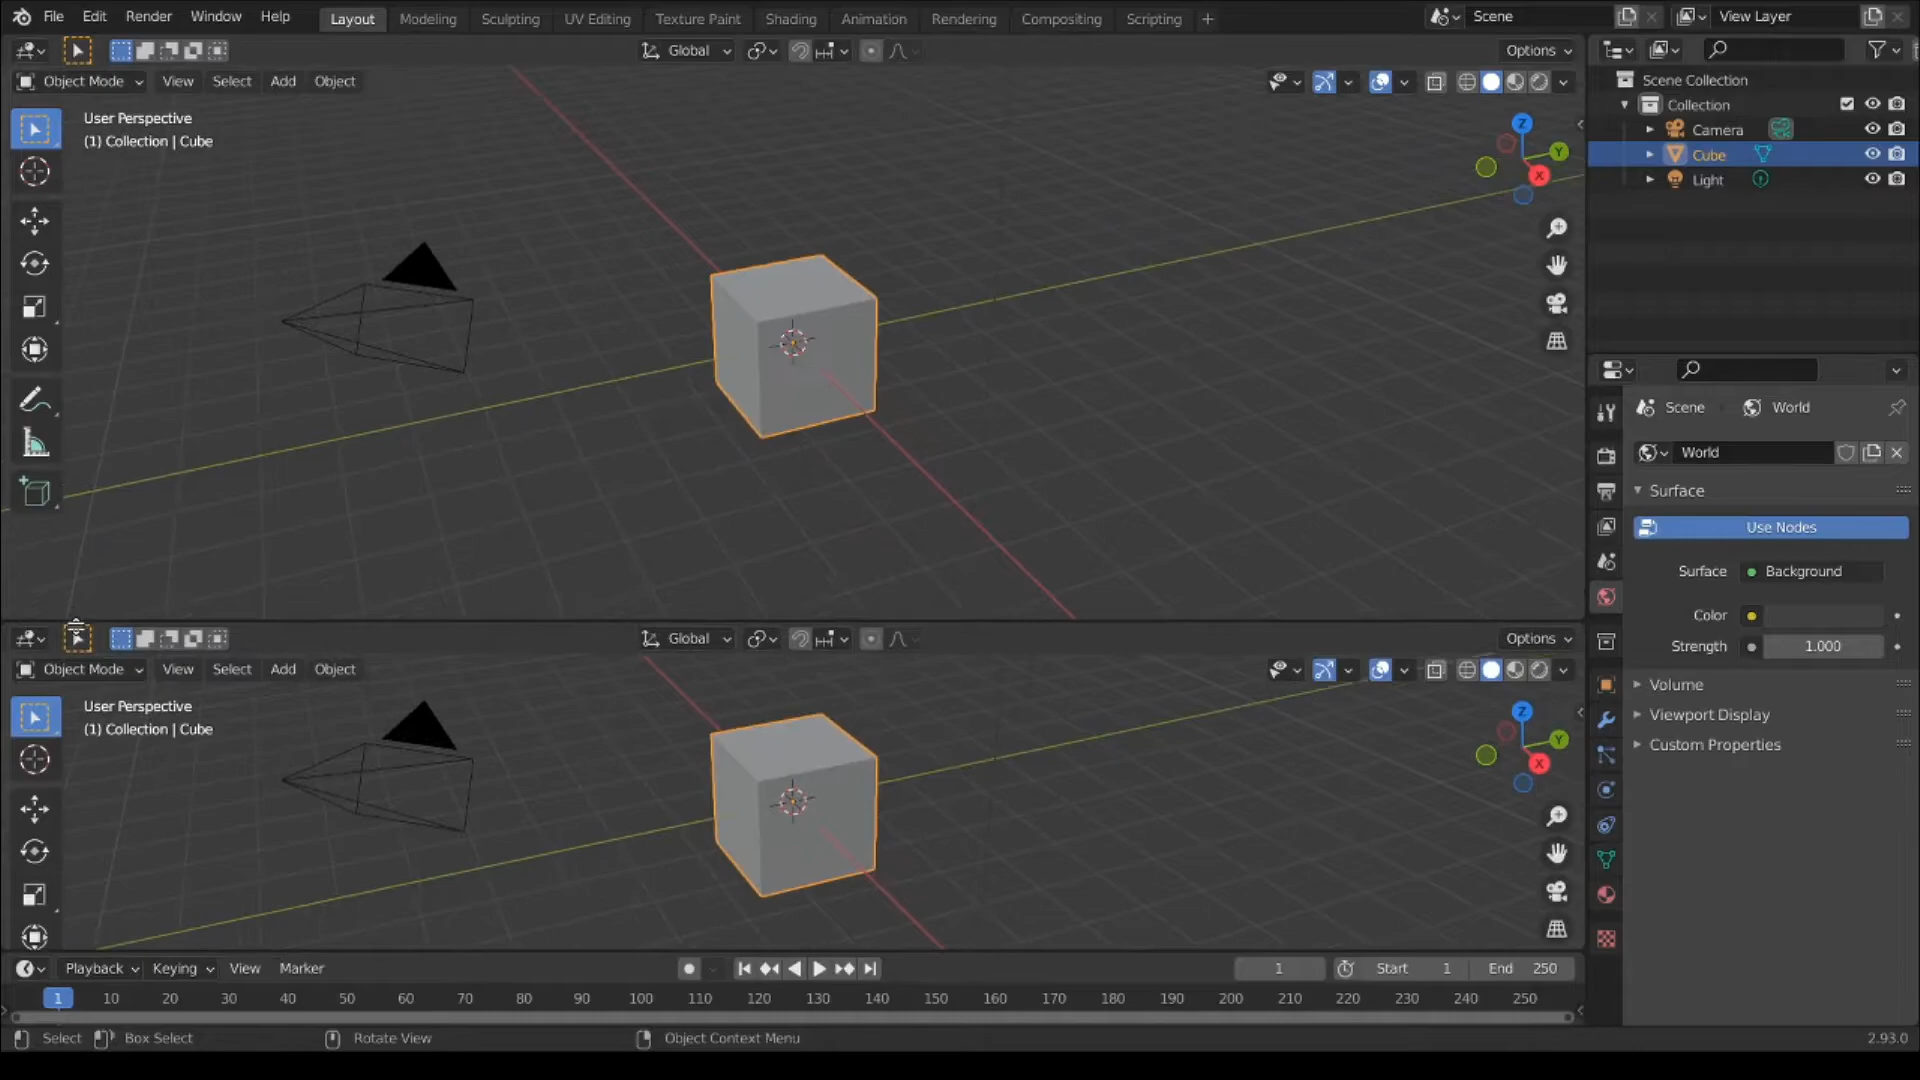 File Edit Render Window Help Layout Modeling Sculpting UV Editing Texture Paint Shading Animation Rendering Compositing Scripting + Scene View Layer
Global Options
Object Mode View Select Add Object
User Perspective
(1) Collection | Cube
Z
Y
X
Scene Collection
Collection
Camera
Cube
Light
Scene World
World
Surface
Use Nodes
Surface Background
Color
Strength 1.000
Volume
Viewport Display
Custom Properties
Global Options
Object Mode View Select Add Object
User Perspective
(1) Collection | Cube
Z
Y
X
Playback Keying View Marker 1 Start 1 End 250
1 10 20 30 40 50 60 70 80 90 100 110 120 130 140 150 160 170 180 190 200 210 220 230 240 250
Select Box Select Rotate View Object Context Menu 2.93.0